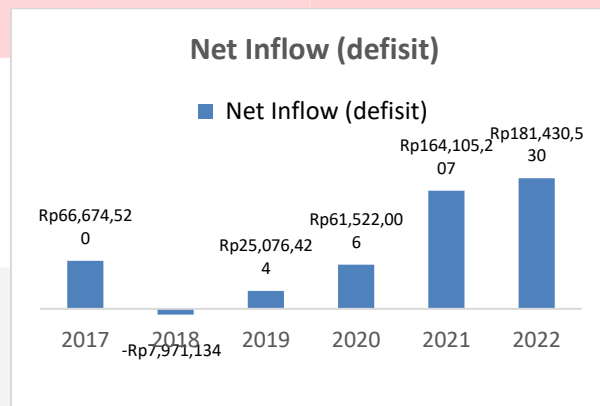 Net Inflow (defisit)
Net Inflow (defisit)
Rp66,674,52
0
-Rp7,971,134
Rp25,076,42
4
Rp61,522,00
6
Rp164,105,2
07
Rp181,430,5
30
2017 2018 2019 2020 2021 2022